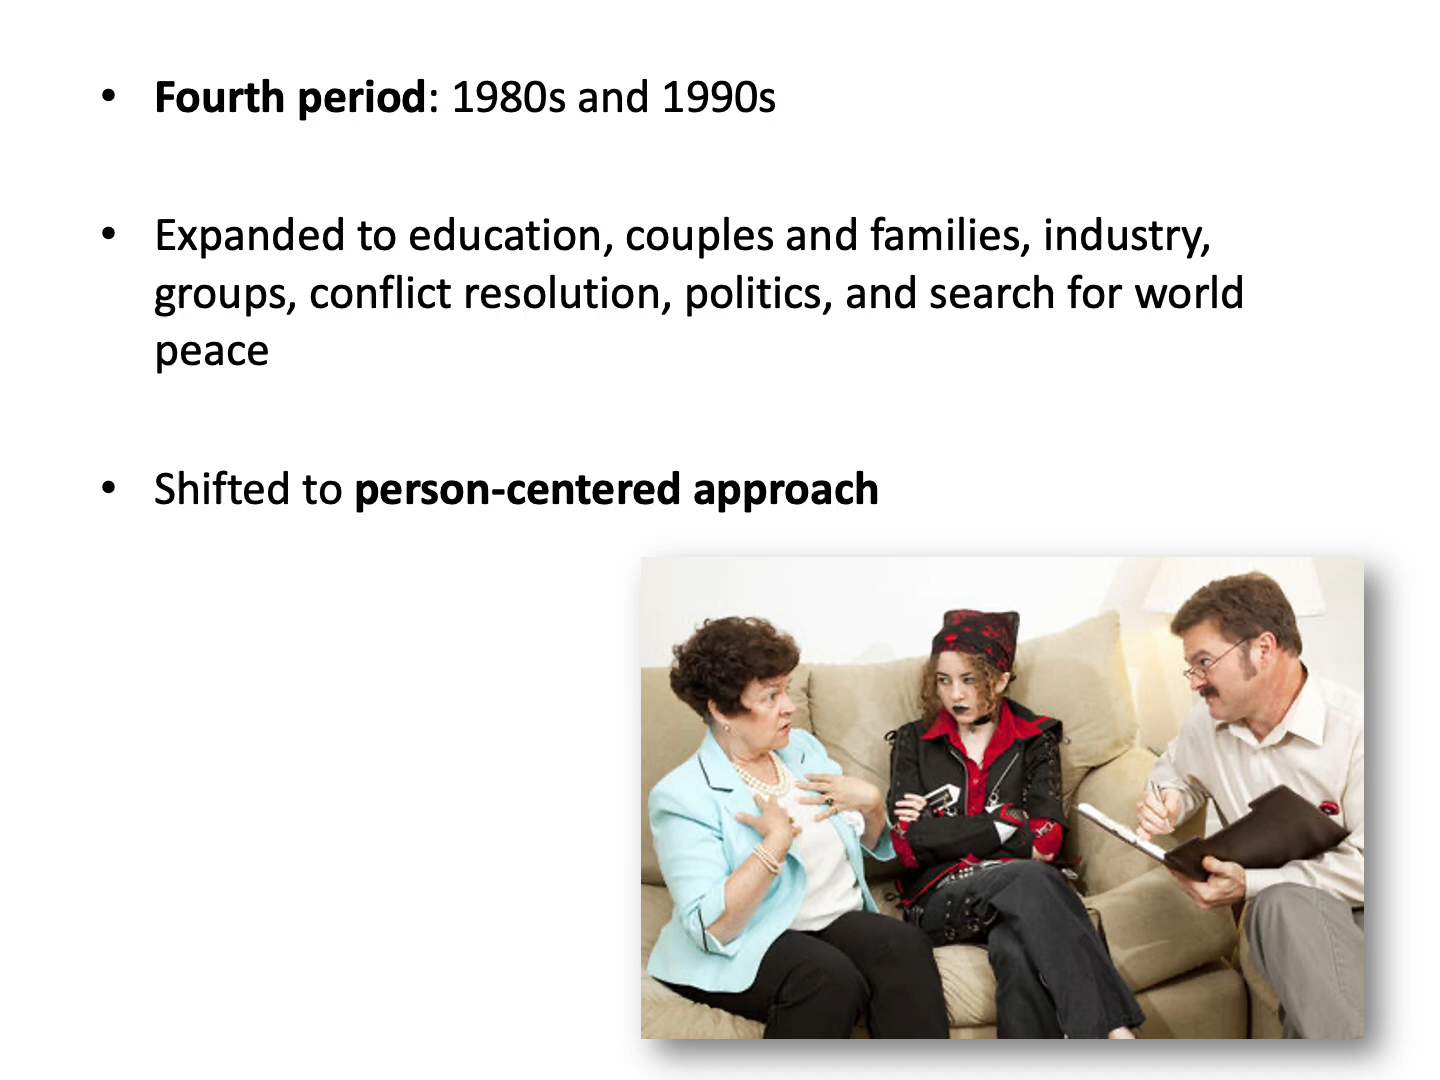 • Fourth period: 1980s and 1990s
• Expanded to education, couples and families, industry,
groups, conflict resolution, politics, and search for world
peace
• Shifted to person-centered approach